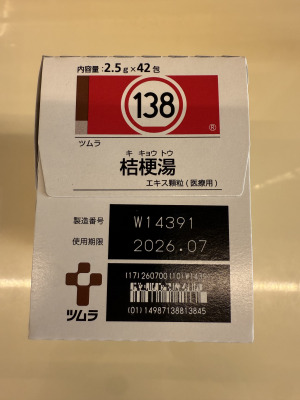 内容量:2.5g×42包
138
®
ツムラ
キ キョウ トウ
桔梗湯
エキス顆粒(医療用)
製造番号 W14391
使用期限 2026.07
(17)260700(10)W14391
(01)14987138813845
ツムラ